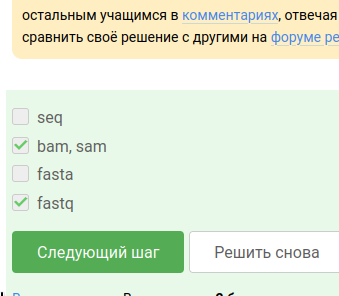 остальным учащимся в комментариях, отвечая
сравнить своё решение с другими на форуме ре
seq
bam, sam
fasta
fastq
Следующий шаг
Решить снова